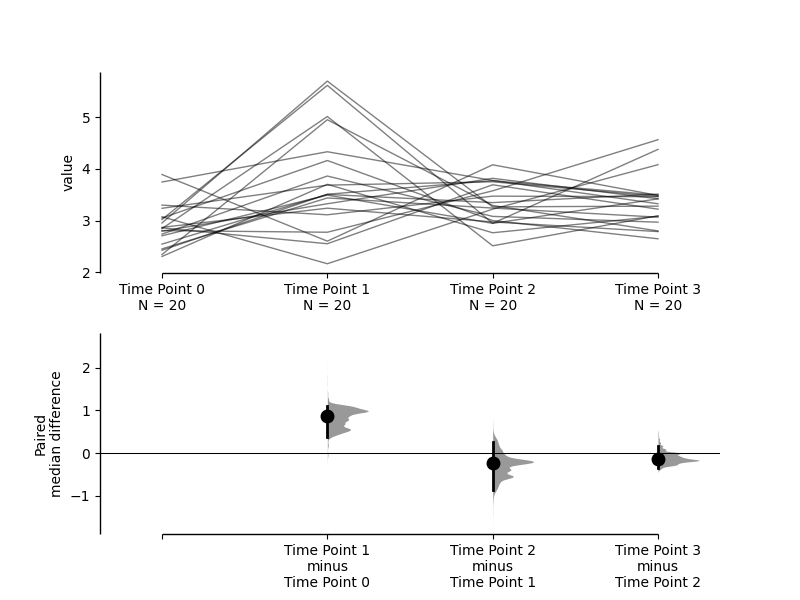 5
4
3
2
value
Time Point 0
N = 20
Time Point 1
N = 20
Time Point 2
N = 20
Time Point 3
N = 20
2
1
0
−1
Paired
median difference
Time Point 1
minus
Time Point 0
Time Point 2
minus
Time Point 1
Time Point 3
minus
Time Point 2